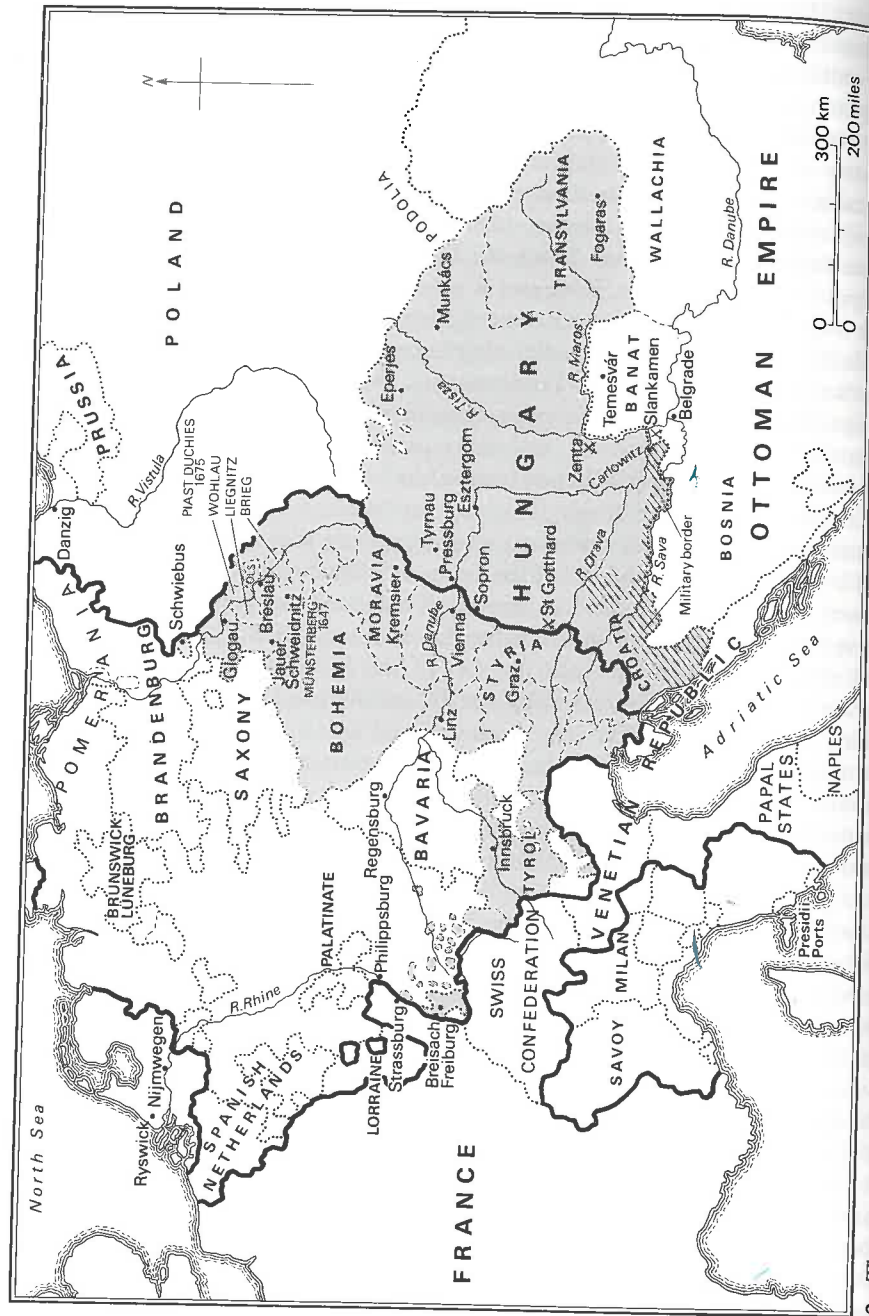 North Sea
Ryswick
Nijmwegen
SPANISH
NETHERLANDS
R.Rhine
BRUNSWICK
LÜNEBURG
POMERANIA
BRANDENBURG
SAXONY
Danzig
PRUSSIA
R.Vistula
POLAND
N
Schwiebus
PIAST DUCHIES
1675
WOHLAU
LIEGNITZ
BRIEG
Glogau
Breslau
Jauer
Schweidnitz
MÜNSTERBERG
1647
BOHEMIA
MORAVIA
Kremsier
PALATINATE
Philippsburg
Regensburg
LORRAINE
Strassburg
Breisach
Freiburg
FRANCE
BAVARIA
Linz
R. Danube
Vienna
Tyrnau
Pressburg
Sopron
Esztergom
Eperjes
Munkács
PODOLIA
R. Tisza
HUNGARY
TRANSYLVANIA
Fogaras
R. Maros
WALLACHIA
Temesvár
BANAT
Slankamen
Belgrade
R. Danube
Zenta
Carlowitz
St Gotthard
STYRIA
Graz
Innsbruck
TYROL
SWISS
CONFEDERATION
R. Drava
CROATIA
R. Sava
Military border
BOSNIA
OTTOMAN EMPIRE
VENETIAN REPUBLIC
Adriatic Sea
SAVOY
MILAN
PAPAL
STATES
NAPLES
Presidii
Ports
0 300 km
0 200 miles